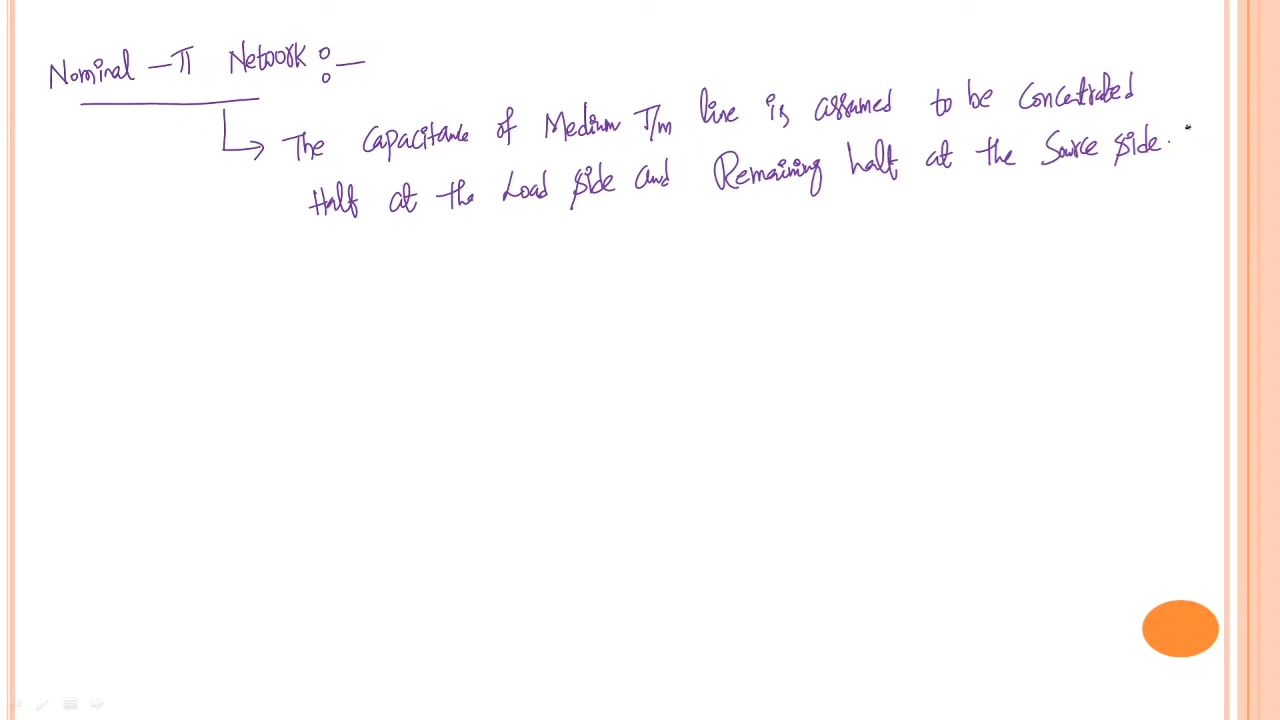 Nominal - π Network :-
The Capacitance of Medium T/m line is assumed to be Concentrated
Half at the Load side and Remaining half at the Source side.